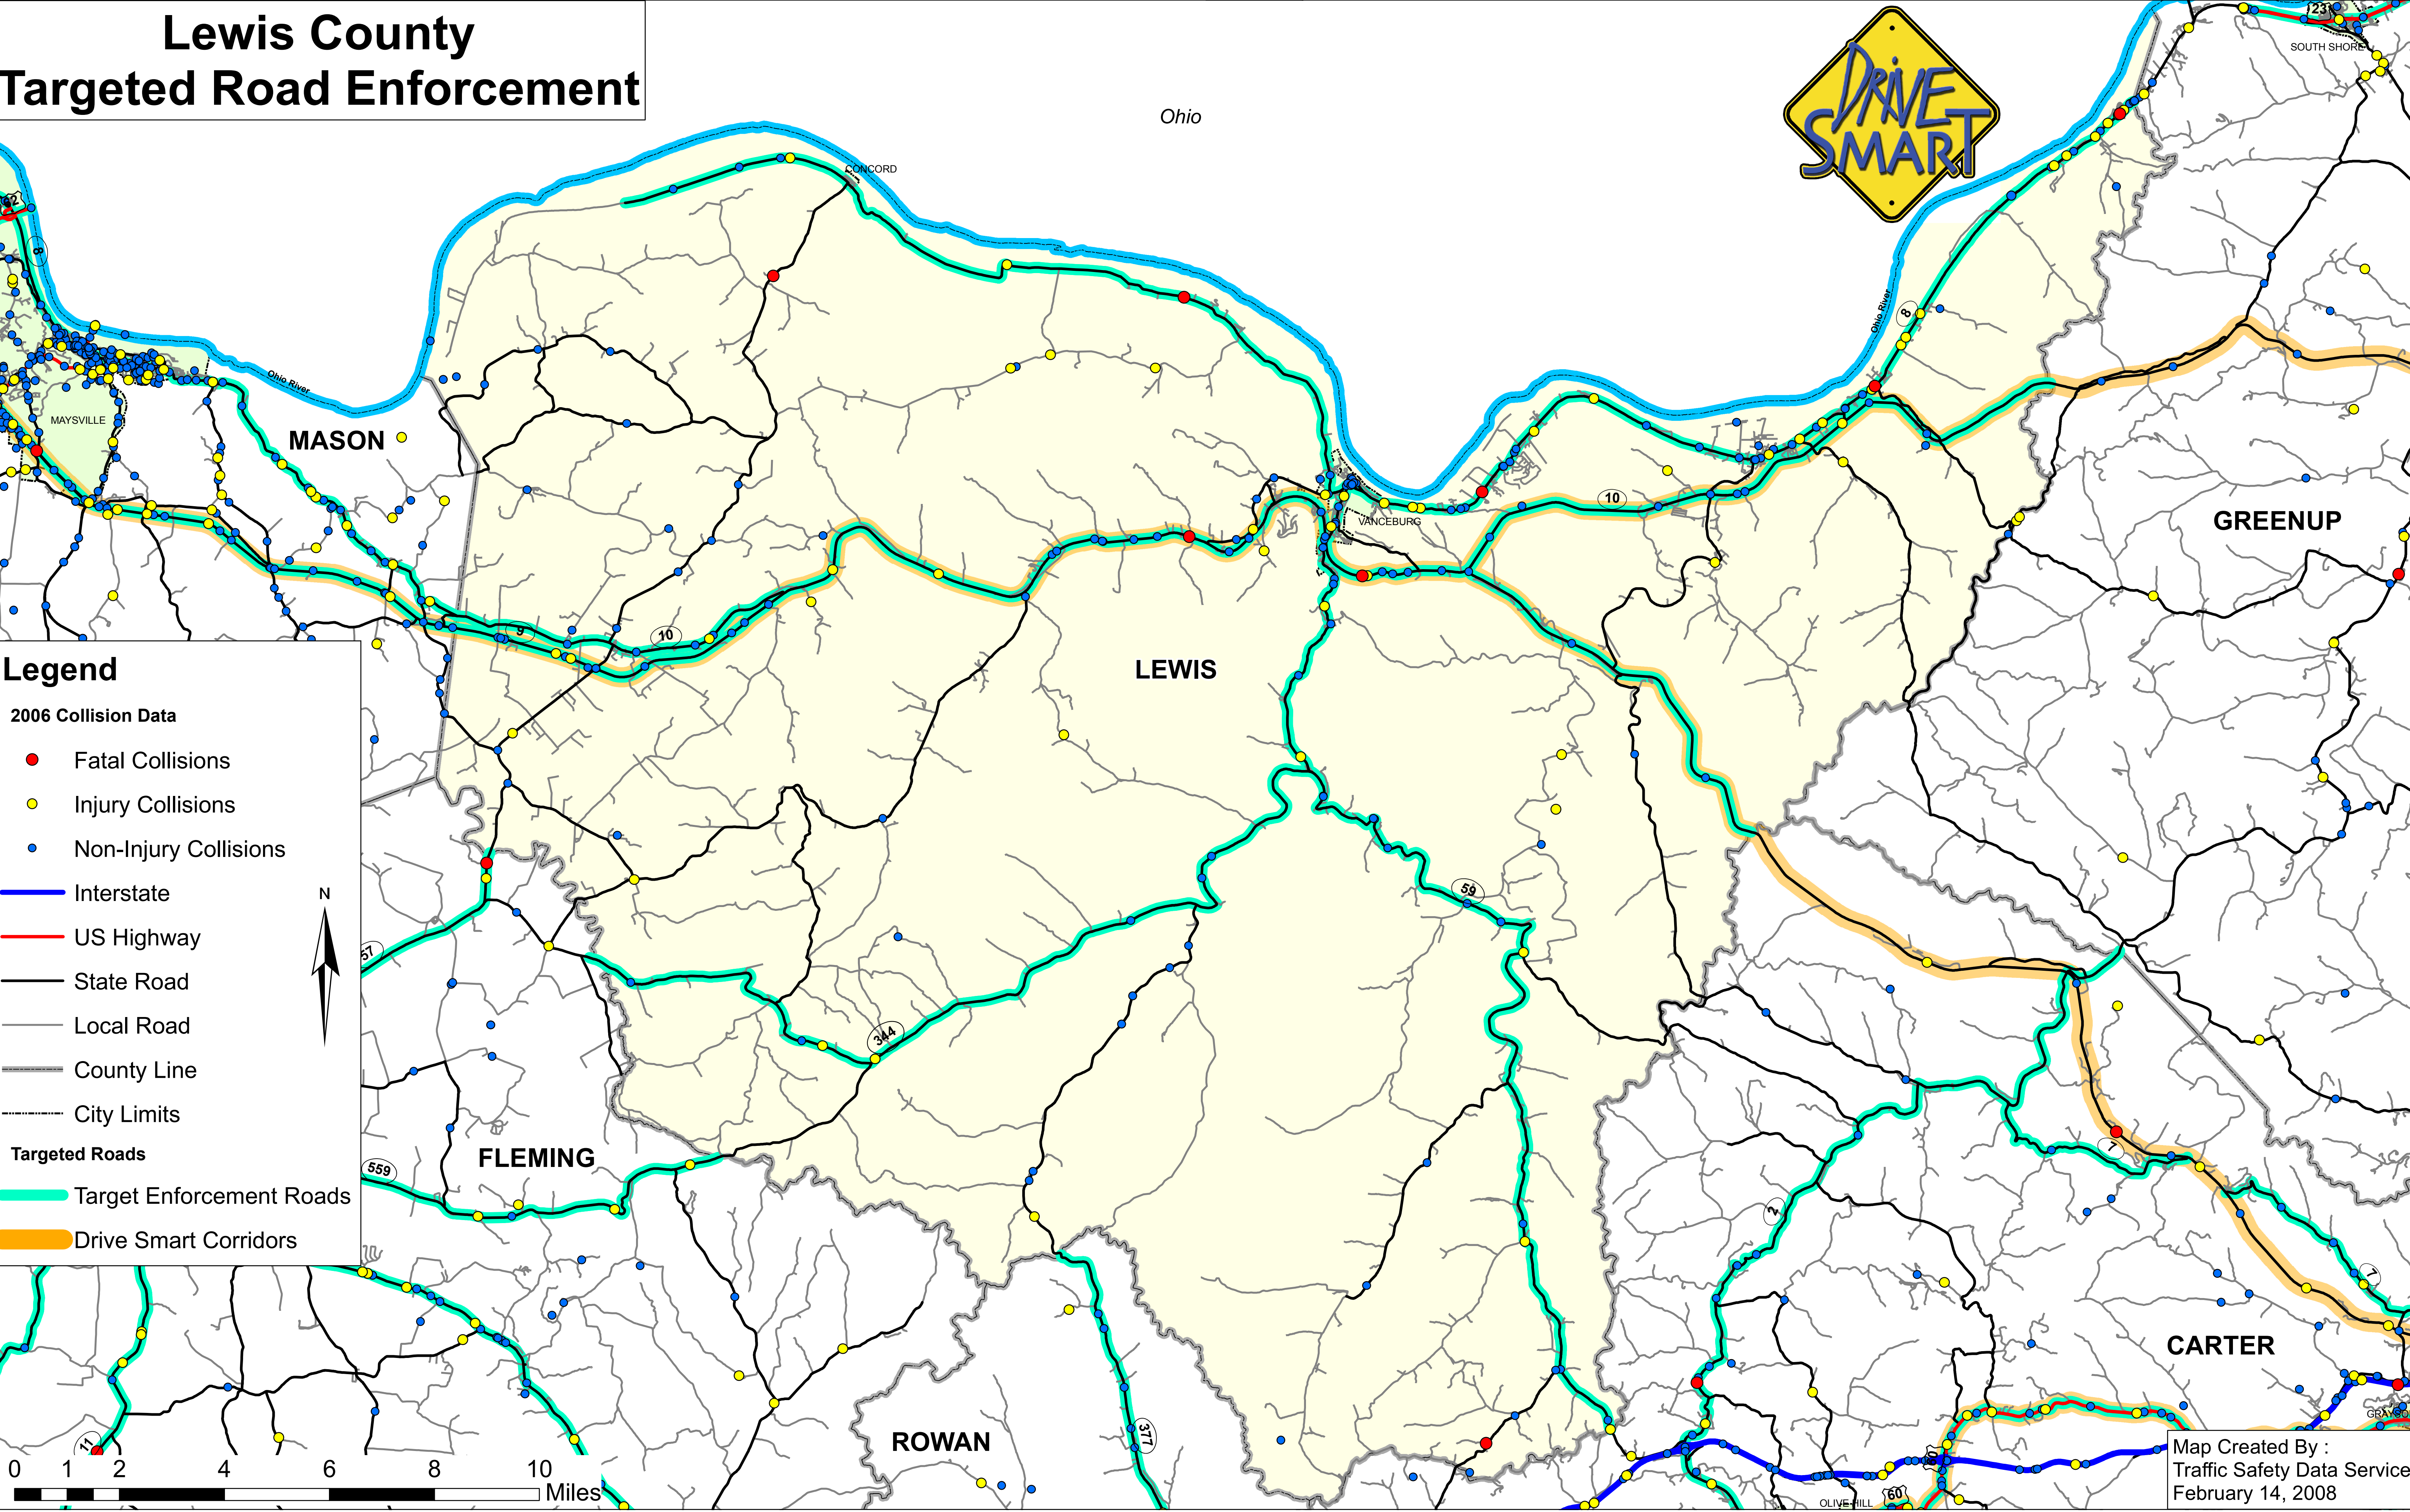 Lewis County
Targeted Road Enforcement
Ohio
DRIVE
SMART
23
SOUTH SHORE
CONCORD
8
Ohio River
MAYSVILLE
MASON
Ohio River
8
10
VANCEBURG
GREENUP
9
10
LEWIS
Legend
2006 Collision Data
Fatal Collisions
Injury Collisions
Non-Injury Collisions
Interstate
US Highway
State Road
Local Road
County Line
City Limits
Targeted Roads
Target Enforcement Roads
Drive Smart Corridors
N
57
59
344
559
FLEMING
7
2
7
CARTER
ROWAN
377
11
60
OLIVE HILL
0 1 2 4 6 8 10
Miles
Map Created By :
Traffic Safety Data Service
February 14, 2008